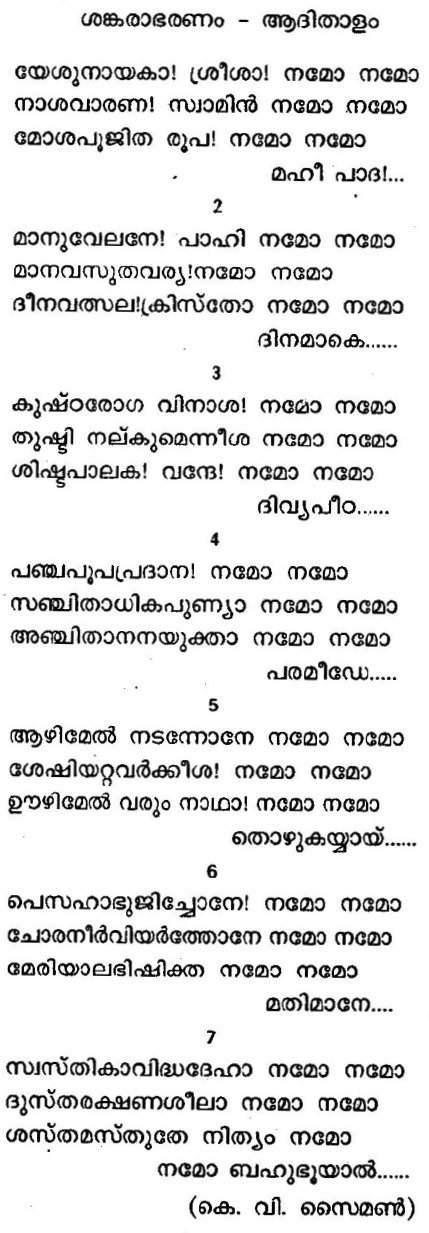 ശങ്കരാഭരണം – ആദിതാളം
യേശുനായകാ! ശ്രീശാ! നമോ നമോ
നാശവാരണ! സ്വാമിൻ നമോ നമോ
മോശപൂജിത രൂപ! നമോ നമോ
മഹീ പാദ!...
2
മാനുവേലനേ! പാഹി നമോ നമോ
മാനവസുതവര്യ!നമോ നമോ
ദീനവത്സല!ക്രിസ്തോ നമോ നമോ
ദിനമാകെ......
3
കുഷ്ഠരോഗ വിനാശ! നമോ നമോ
തുഷ്ടി നല്കുമെന്നീശ നമോ നമോ
ശിഷ്ടപാലക! വന്ദേ! നമോ നമോ
ദിവ്യപീഠ......
4
പഞ്ചപൂപപ്രദാന! നമോ നമോ
സഞ്ചിതാധികപുണ്യാ നമോ നമോ
അഞ്ചിതാനനയുക്താ നമോ നമോ
പരമീഡേ.....
5
ആഴിമേൽ നടന്നോനേ നമോ നമോ
ശേഷിയറ്റവർക്കീശ! നമോ നമോ
ഊഴിമേൽ വരും നാഥാ! നമോ നമോ
തൊഴുകയ്യായ്......
6
പെസഹാഭുജിച്ചോനേ! നമോ നമോ
ചോരനീർവിയർത്തോനേ നമോ നമോ
മേരിയാലഭിഷിക്ത നമോ നമോ
മതിമാനേ....
7
സ്വസ്തികാവിദ്ധദേഹാ നമോ നമോ
ദുസ്തരക്ഷണശീലാ നമോ നമോ
ശസ്തമസ്തുതേ നിത്യം നമോ
നമോ ബഹുഭൂയാൽ......
(കെ. വി. സൈമൺ)